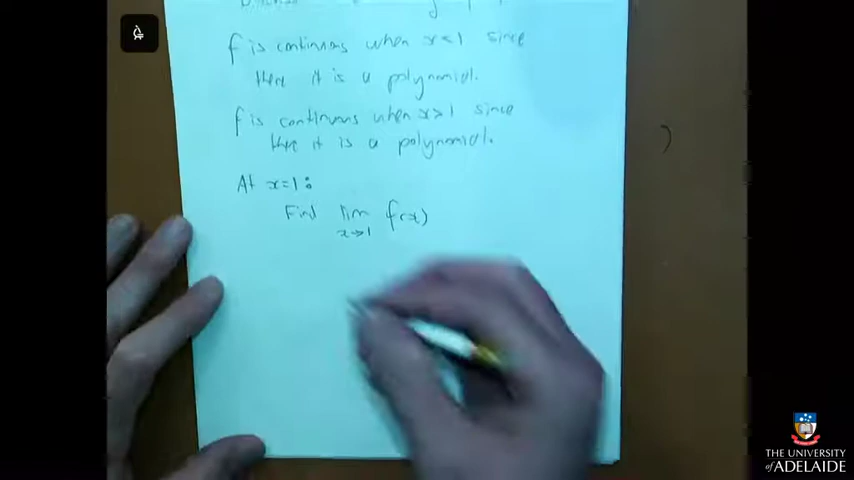 f is continuous when x<1 since
there it is a polynomial.
f is continuous when x>1 since
there it is a polynomial.
At x=1:
Find lim f(x)
x→1
THE UNIVERSITY
of ADELAIDE